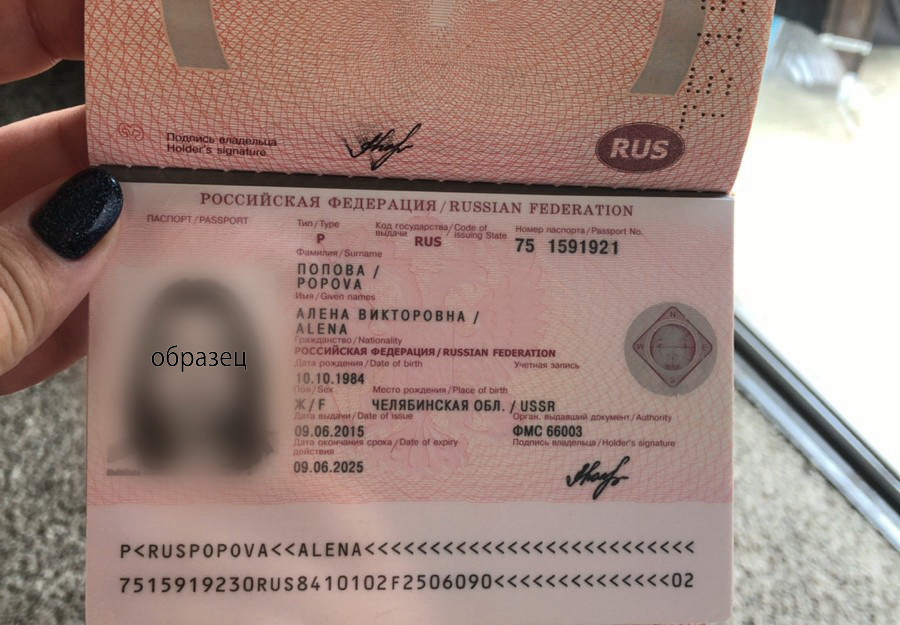 Подпись владельца
Holder's signature
RUS
РОССИЙСКАЯ ФЕДЕРАЦИЯ / RUSSIAN FEDERATION
ПАСПОРТ / PASSPORT
Тип / Type
Код государства / Code of
выдачи issuing State
Номер паспорта / Passport No.
P
RUS
75 1591921
Фамилия / Surname
ПОПОВА /
POPOVA
Имя / Given names
АЛЕНА ВИКТОРОВНА /
ALENA
Гражданство / Nationality
РОССИЙСКАЯ ФЕДЕРАЦИЯ / RUSSIAN FEDERATION
Дата рождения / Date of birth
Учетная запись
10.10.1984
Пол / Sex
Место рождения / Place of birth
Ж / F
ЧЕЛЯБИНСКАЯ ОБЛ. / USSR
Дата выдачи / Date of issue
Орган, выдавший документ / Authority
09.06.2015
ФМС 66003
Дата окончания срока / Date of expiry
действия
Подпись владельца / Holder's signature
09.06.2025
образец
N
W
E
S
P<RUSPOPOVA<<ALENA<<<<<<<<<<<<<<<<<<<<<<<<<<
7515919230RUS8410102F2506090<<<<<<<<<<<<<<02